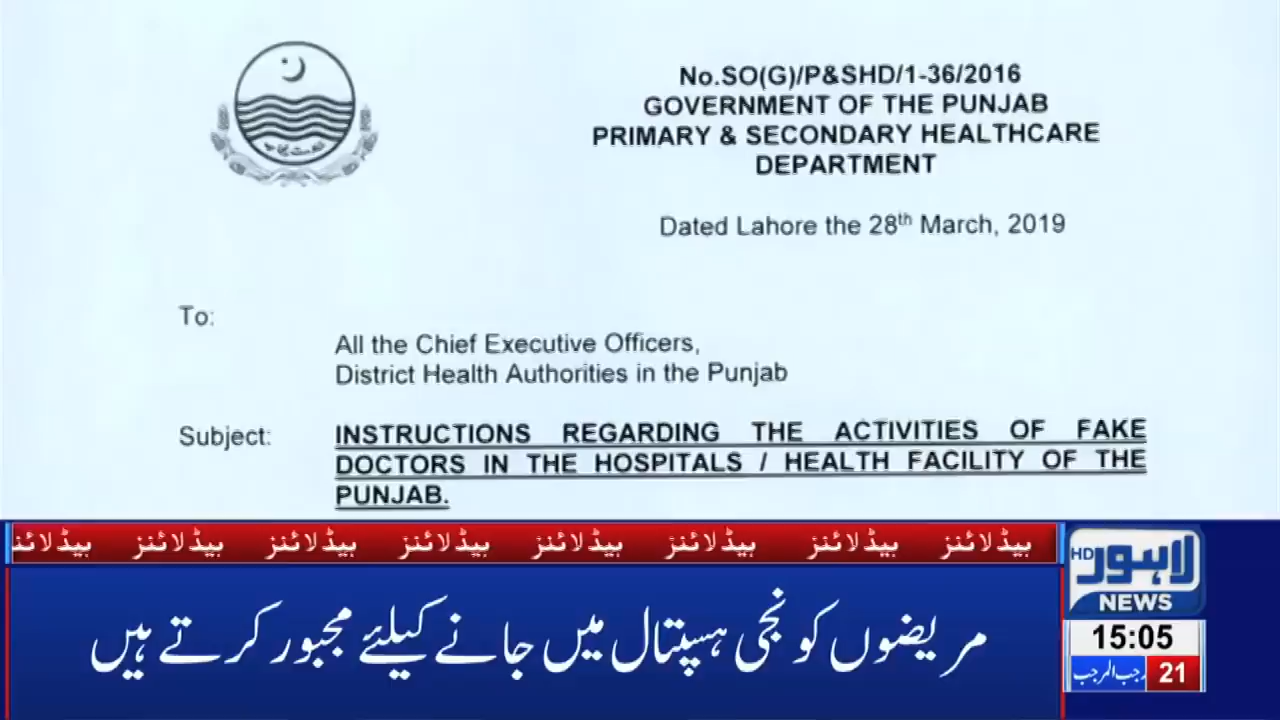 No.SO(G)/P&SHD/1-36/2016
GOVERNMENT OF THE PUNJAB
PRIMARY & SECONDARY HEALTHCARE
DEPARTMENT
Dated Lahore the 28th March, 2019
To:
All the Chief Executive Officers,
District Health Authorities in the Punjab
Subject:
INSTRUCTIONS REGARDING THE ACTIVITIES OF FAKE
DOCTORS IN THE HOSPITALS / HEALTH FACILITY OF THE
PUNJAB.
ہیڈلائنز ہیڈلائنز ہیڈلائنز ہیڈلائنز ہیڈلائنز ہیڈلائنز ہیڈلائنز ہیڈلائنز
مریضوں کو نجی ہسپتال میں جانے کیلئے مجبور کرتے ہیں
لاہور HD
NEWS
15:05
21 رجب المرجب